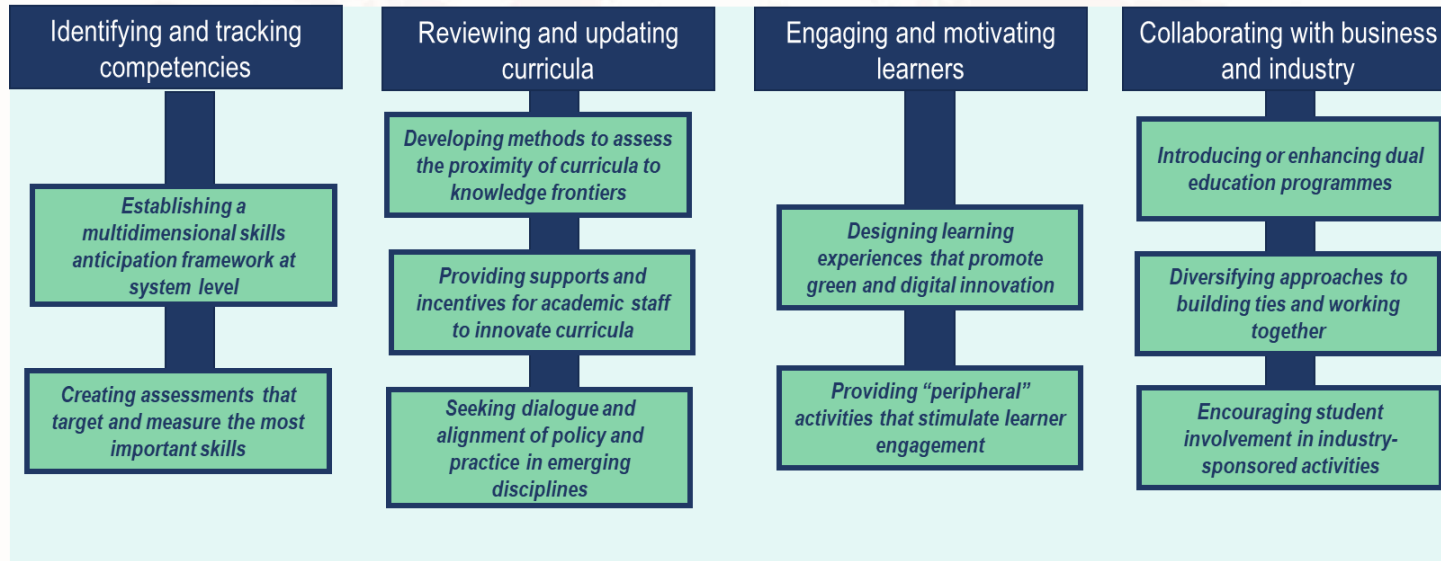 Identifying and tracking
competencies
Establishing a
multidimensional skills
anticipation framework at
system level
Creating assessments that
target and measure the most
important skills
Reviewing and updating
curricula
Developing methods to assess
the proximity of curricula to
knowledge frontiers
Providing supports and
incentives for academic staff
to innovate curricula
Seeking dialogue and
alignment of policy and
practice in emerging
disciplines
Engaging and motivating
learners
Designing learning
experiences that promote
green and digital innovation
Providing “peripheral”
activities that stimulate learner
engagement
Collaborating with business
and industry
Introducing or enhancing dual
education programmes
Diversifying approaches to
building ties and working
together
Encouraging student
involvement in industry-
sponsored activities